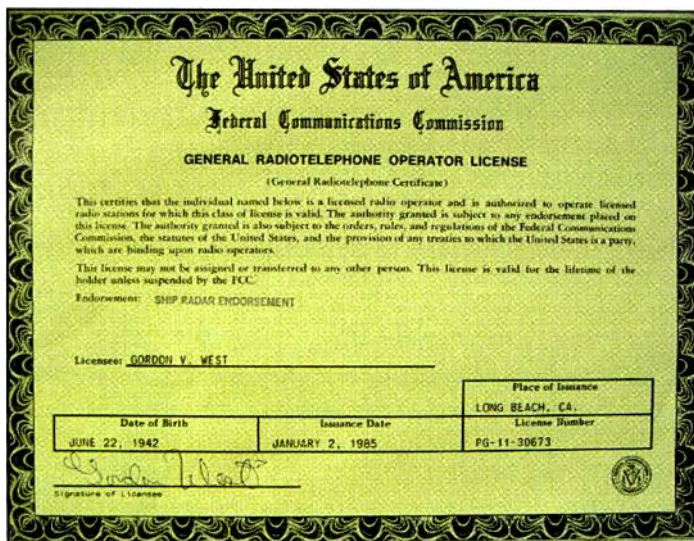 The United States of America
Federal Communications Commission
GENERAL RADIOTELEPHONE OPERATOR LICENSE
(General Radiotelephone Certificate)
This certifies that the individual named below is a licensed radio operator and is authorized to operate licensed
radio stations for which this class of license is valid. The authority granted is subject to any endorsement placed on
this license. The authority granted is also subject to the orders, rules, and regulations of the Federal Communications
Commission, the statutes of the United States, and the provision of any treaties to which the United States is a party,
which are binding upon radio operators.
This license may not be assigned or transferred to any other person. This license is valid for the lifetime of the
holder unless suspended by the FCC.
Endorsement: SHIP RADAR ENDORSEMENT
Licensee: GORDON V. WEST
Place of Issuance
LONG BEACH, CA.
Date of Birth Issuance Date License Number
JUNE 22, 1942 JANUARY 2, 1985 PG-11-30673
Gordon West
Signature of Licensee